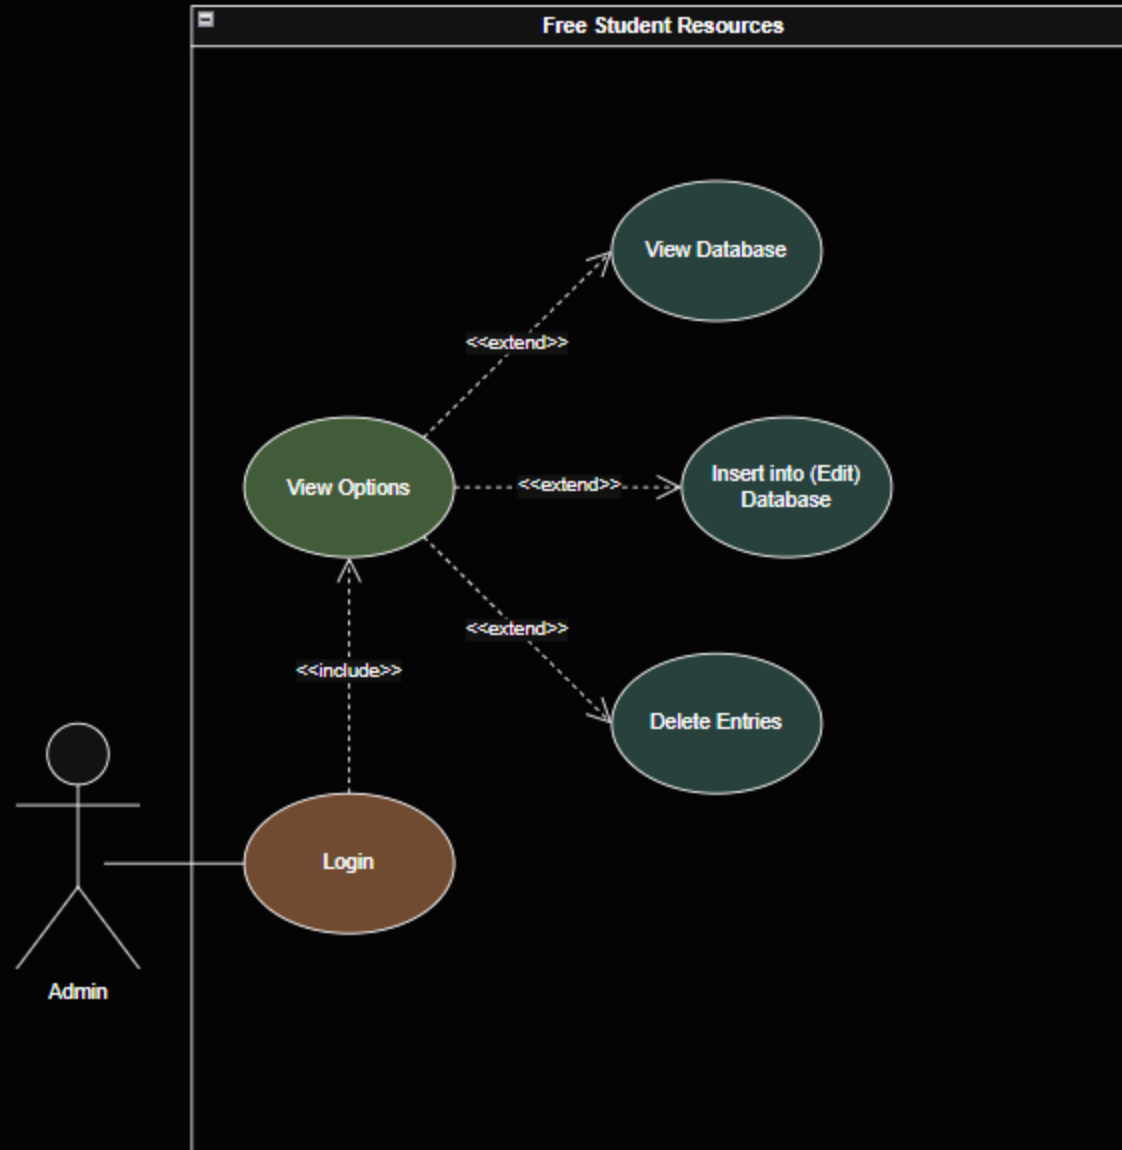 Free Student Resources
View Database
<<extend>>
View Options
<<extend>>
Insert into (Edit)
Database
<<extend>>
<<include>>
Delete Entries
Login
Admin